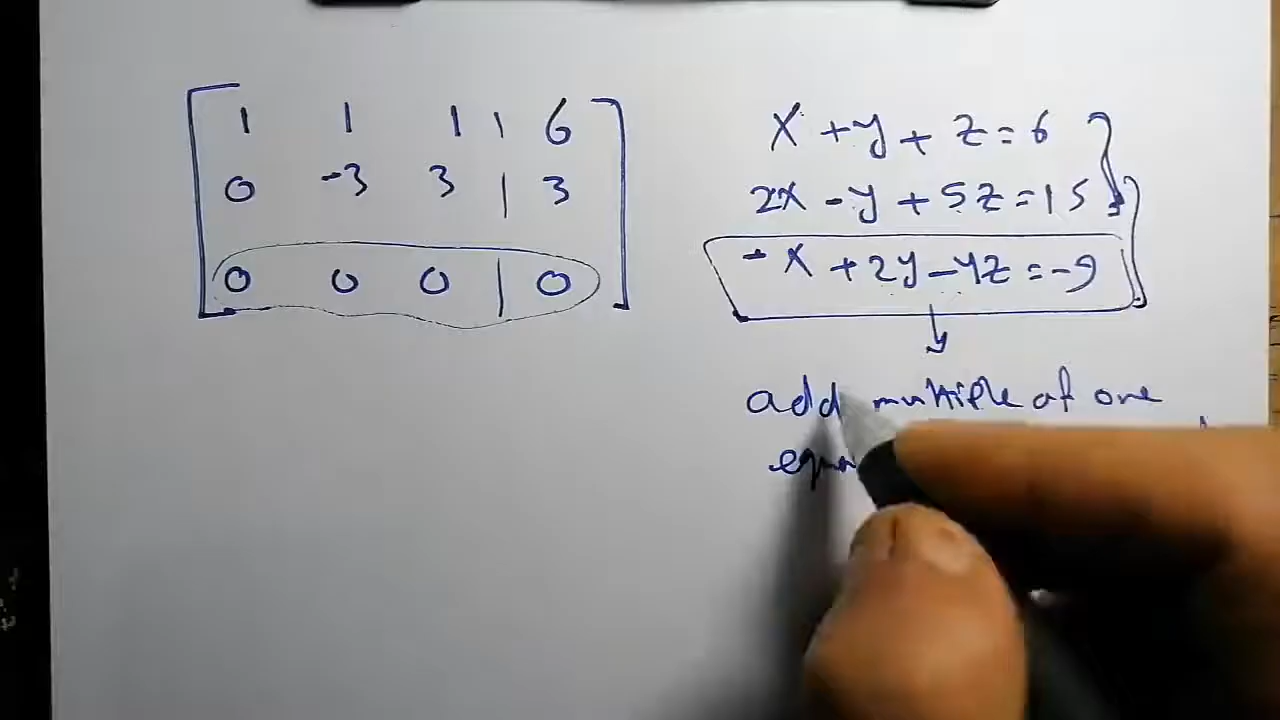 1 1 1 | 6
0 -3 3 | 3
0 0 0 | 0
x + y + z = 6
2x - y + 5z = 15
- x + 2y - 4z = -9
add multiple of one